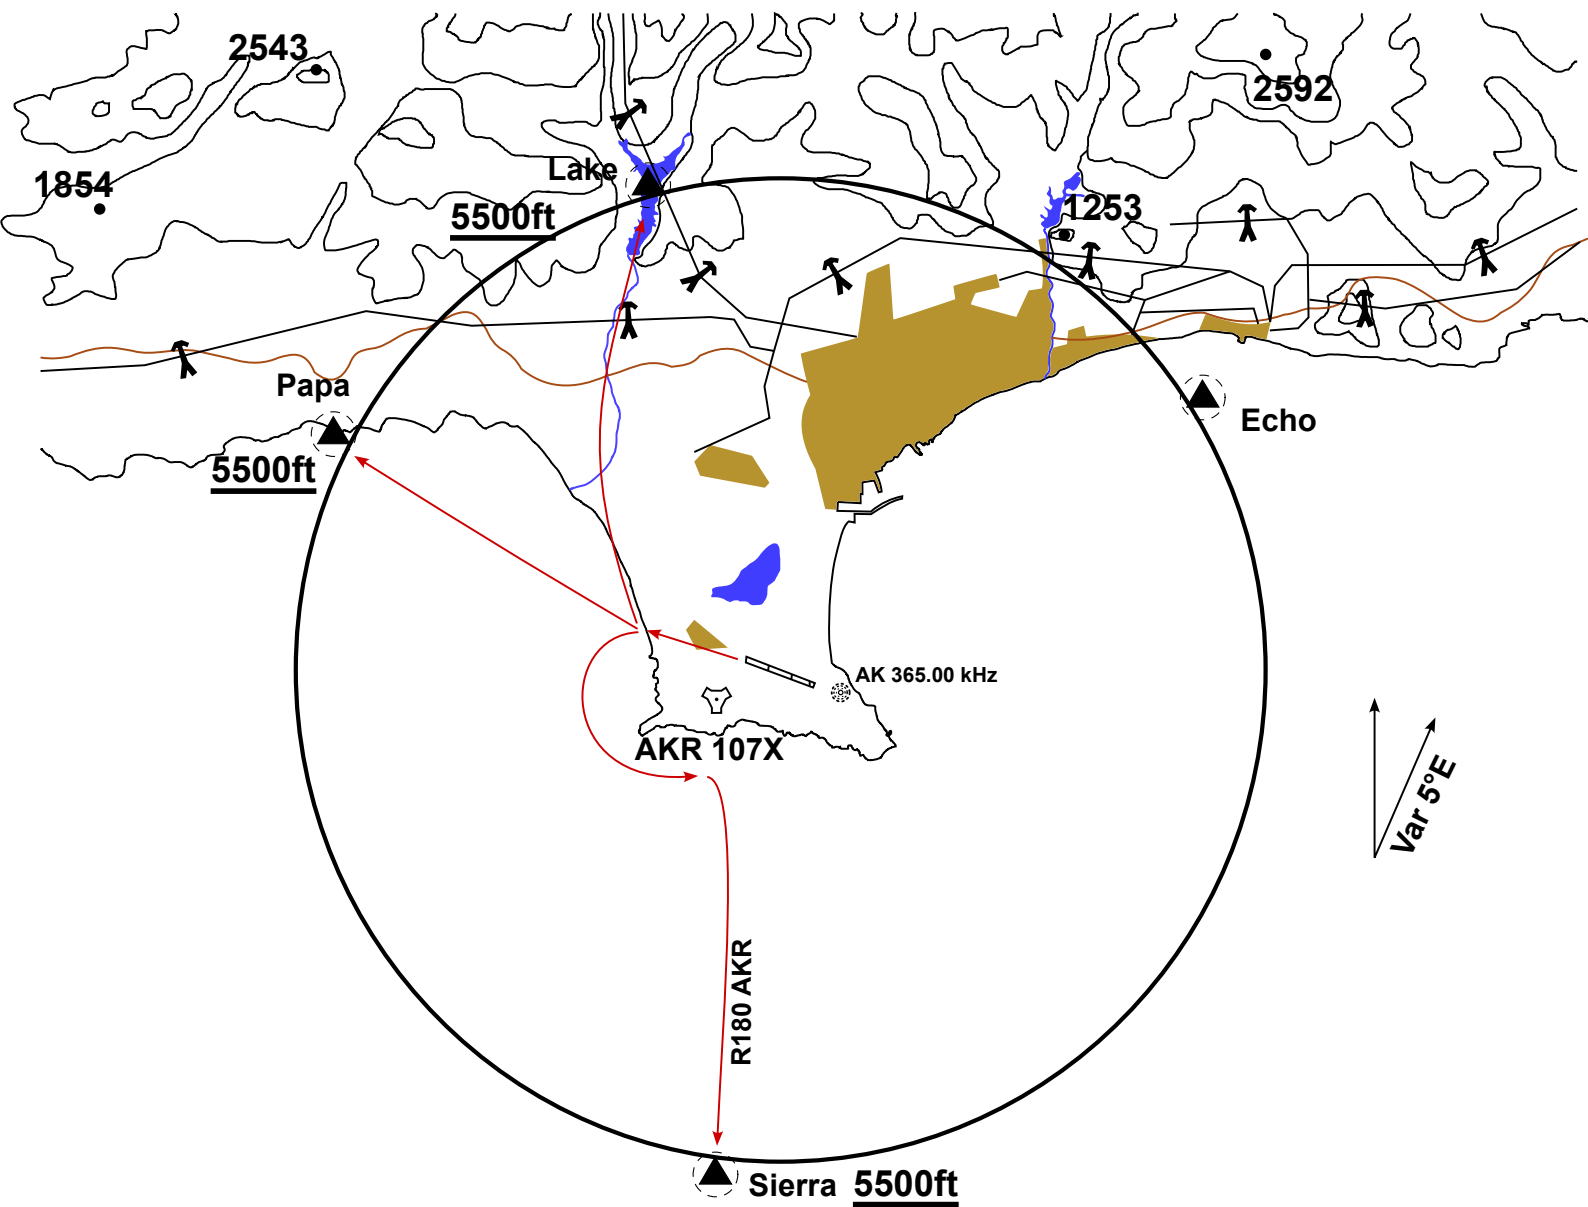 2543
2592
Lake
1854
5500ft
1253
Papa
Echo
5500ft
AK 365.00 kHz
AKR 107X
Var 5°E
R180 AKR
Sierra 5500ft